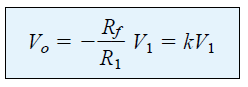 V_o = -\frac{R_f}{R_1} V_1 = kV_1